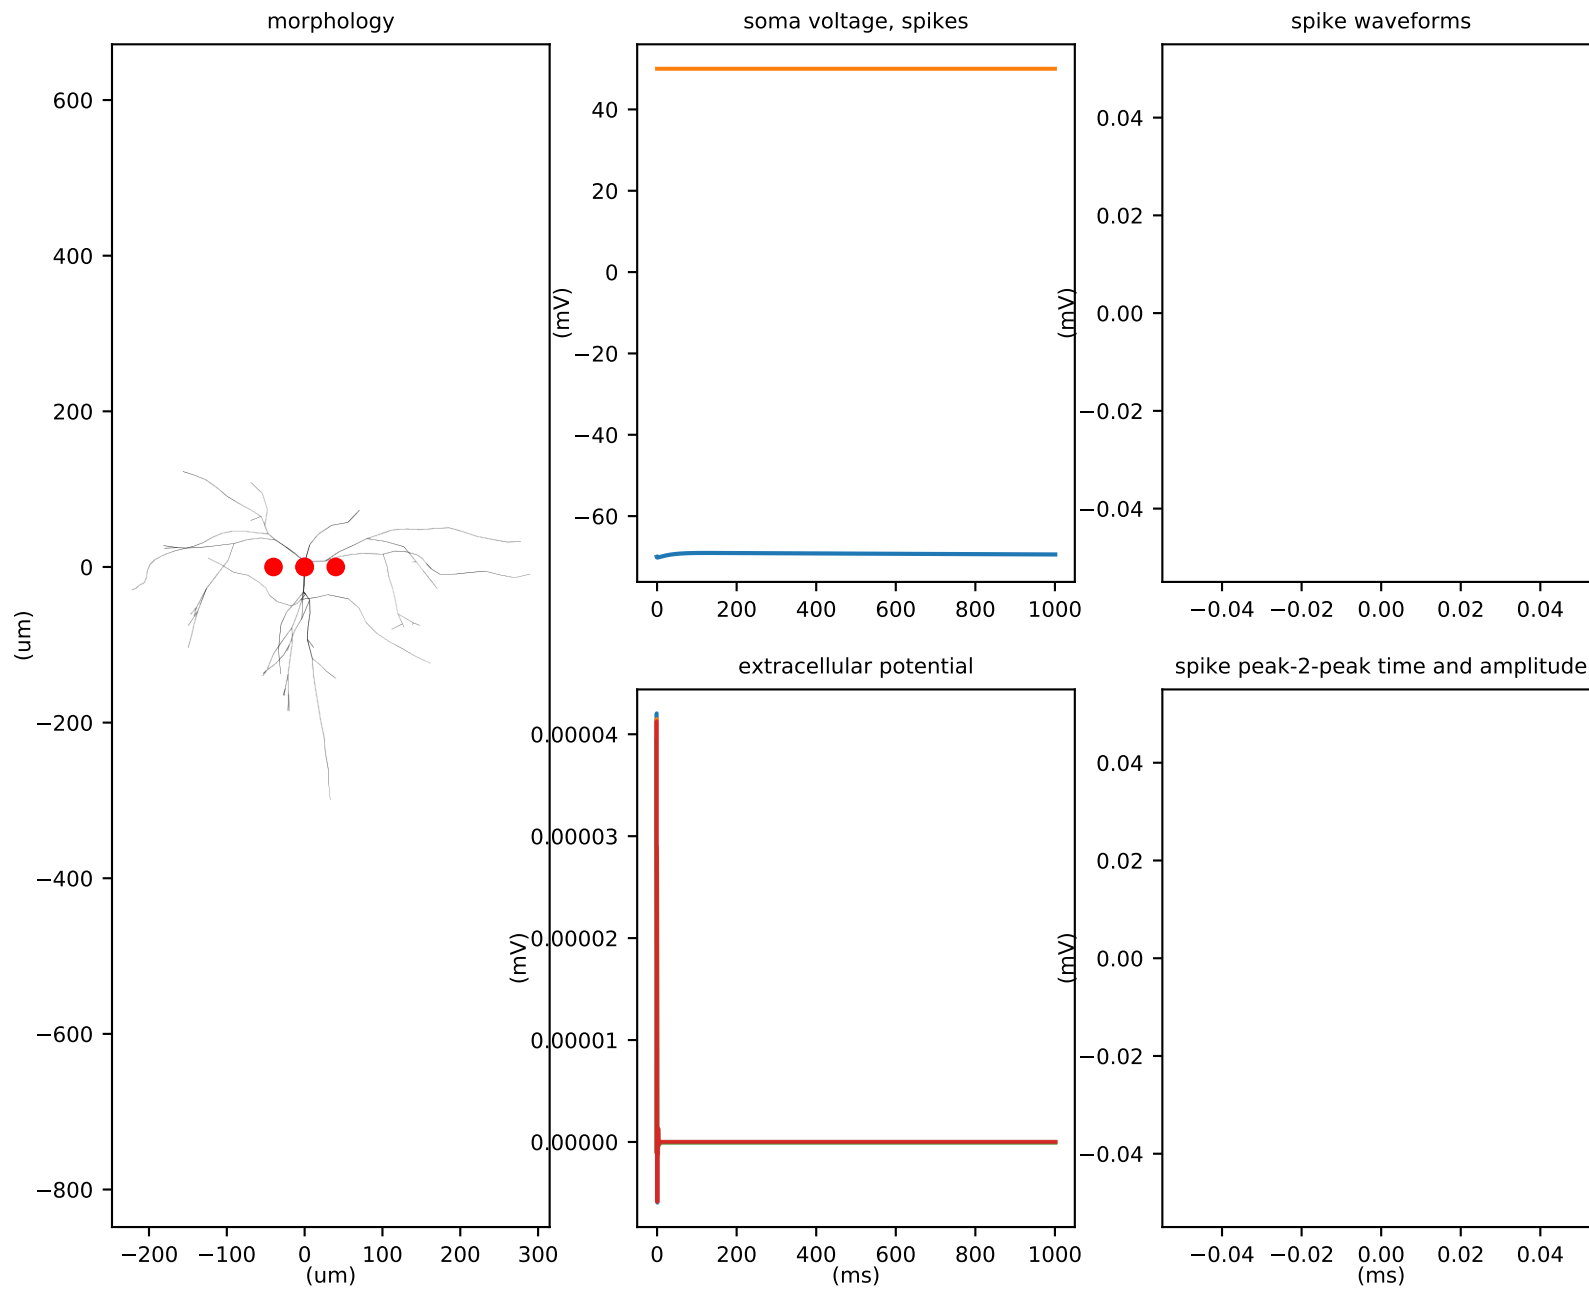 morphology
600
400
200
0
−200
−400
−600
−800
(um)
−200 −100 0 100 200 300
(um)
soma voltage, spikes
40
20
0
−20
−40
−60
(mV)
0 200 400 600 800 1000
spike waveforms
0.04
0.02
0.00
−0.02
−0.04
(mV)
−0.04 −0.02 0.00 0.02 0.04
extracellular potential
0.00004
0.00003
0.00002
0.00001
0.00000
(mV)
0 200 400 600 800 1000
(ms)
spike peak-2-peak time and amplitude
0.04
0.02
0.00
−0.02
−0.04
(mV)
−0.04 −0.02 0.00 0.02 0.04
(ms)